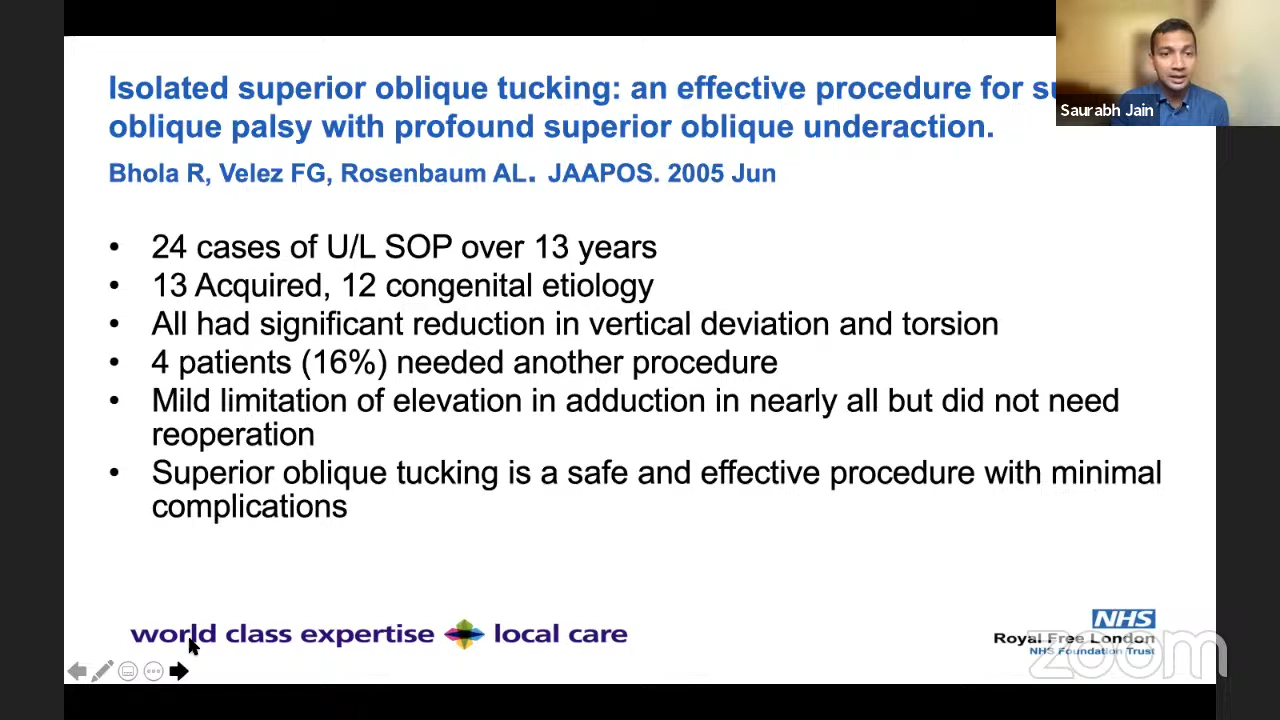 Isolated superior oblique tucking: an effective procedure for
oblique palsy with profound superior oblique underaction.
Bhola R, Velez FG, Rosenbaum AL. JAAPOS. 2005 Jun
Saurabh Jain
• 24 cases of U/L SOP over 13 years
• 13 Acquired, 12 congenital etiology
• All had significant reduction in vertical deviation and torsion
• 4 patients (16%) needed another procedure
• Mild limitation of elevation in adduction in nearly all but did not need
reoperation
• Superior oblique tucking is a safe and effective procedure with minimal
complications
world class expertise local care
NHS
Royal Free London
NHS Foundation Trust
zoom